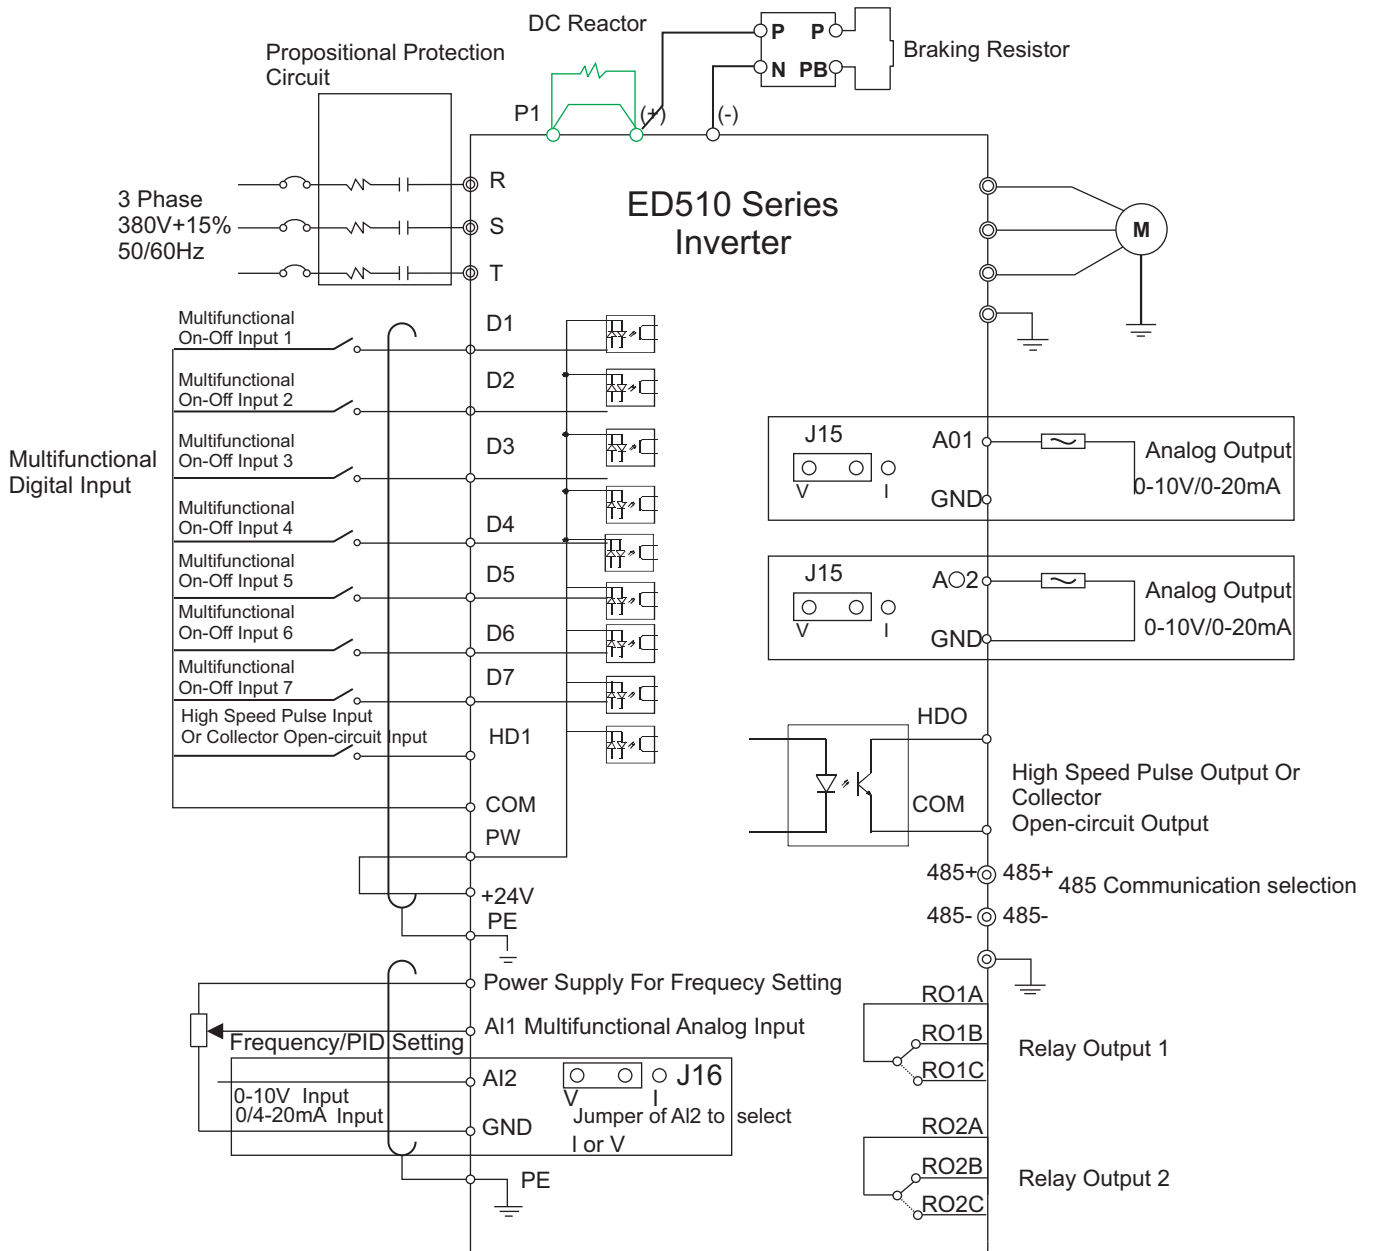 DC Reactor
P P
N PB
Braking Resistor
Propositional Protection
Circuit
P1
(+)
(-)
3 Phase
380V+15%
50/60Hz
R
S
T
ED510 Series
Inverter
M
Multifunctional
Digital Input
Multifunctional
On-Off Input 1
D1
Multifunctional
On-Off Input 2
D2
Multifunctional
On-Off Input 3
D3
Multifunctional
On-Off Input 4
D4
Multifunctional
On-Off Input 5
D5
Multifunctional
On-Off Input 6
D6
Multifunctional
On-Off Input 7
D7
High Speed Pulse Input
Or Collector Open-circuit Input
HD1
COM
PW
+24V
PE
J15
V I
A01
GND
Analog Output
0-10V/0-20mA
J15
V I
AO2
GND
Analog Output
0-10V/0-20mA
HDO
COM
High Speed Pulse Output Or
Collector
Open-circuit Output
485+ 485+
485- 485-
485 Communication selection
Power Supply For Frequecy Setting
AI1 Multifunctional Analog Input
Frequency/PID Setting
0-10V Input
0/4-20mA Input
AI2
GND
J16
V I
Jumper of AI2 to select
I or V
PE
RO1A
RO1B
RO1C
Relay Output 1
RO2A
RO2B
RO2C
Relay Output 2